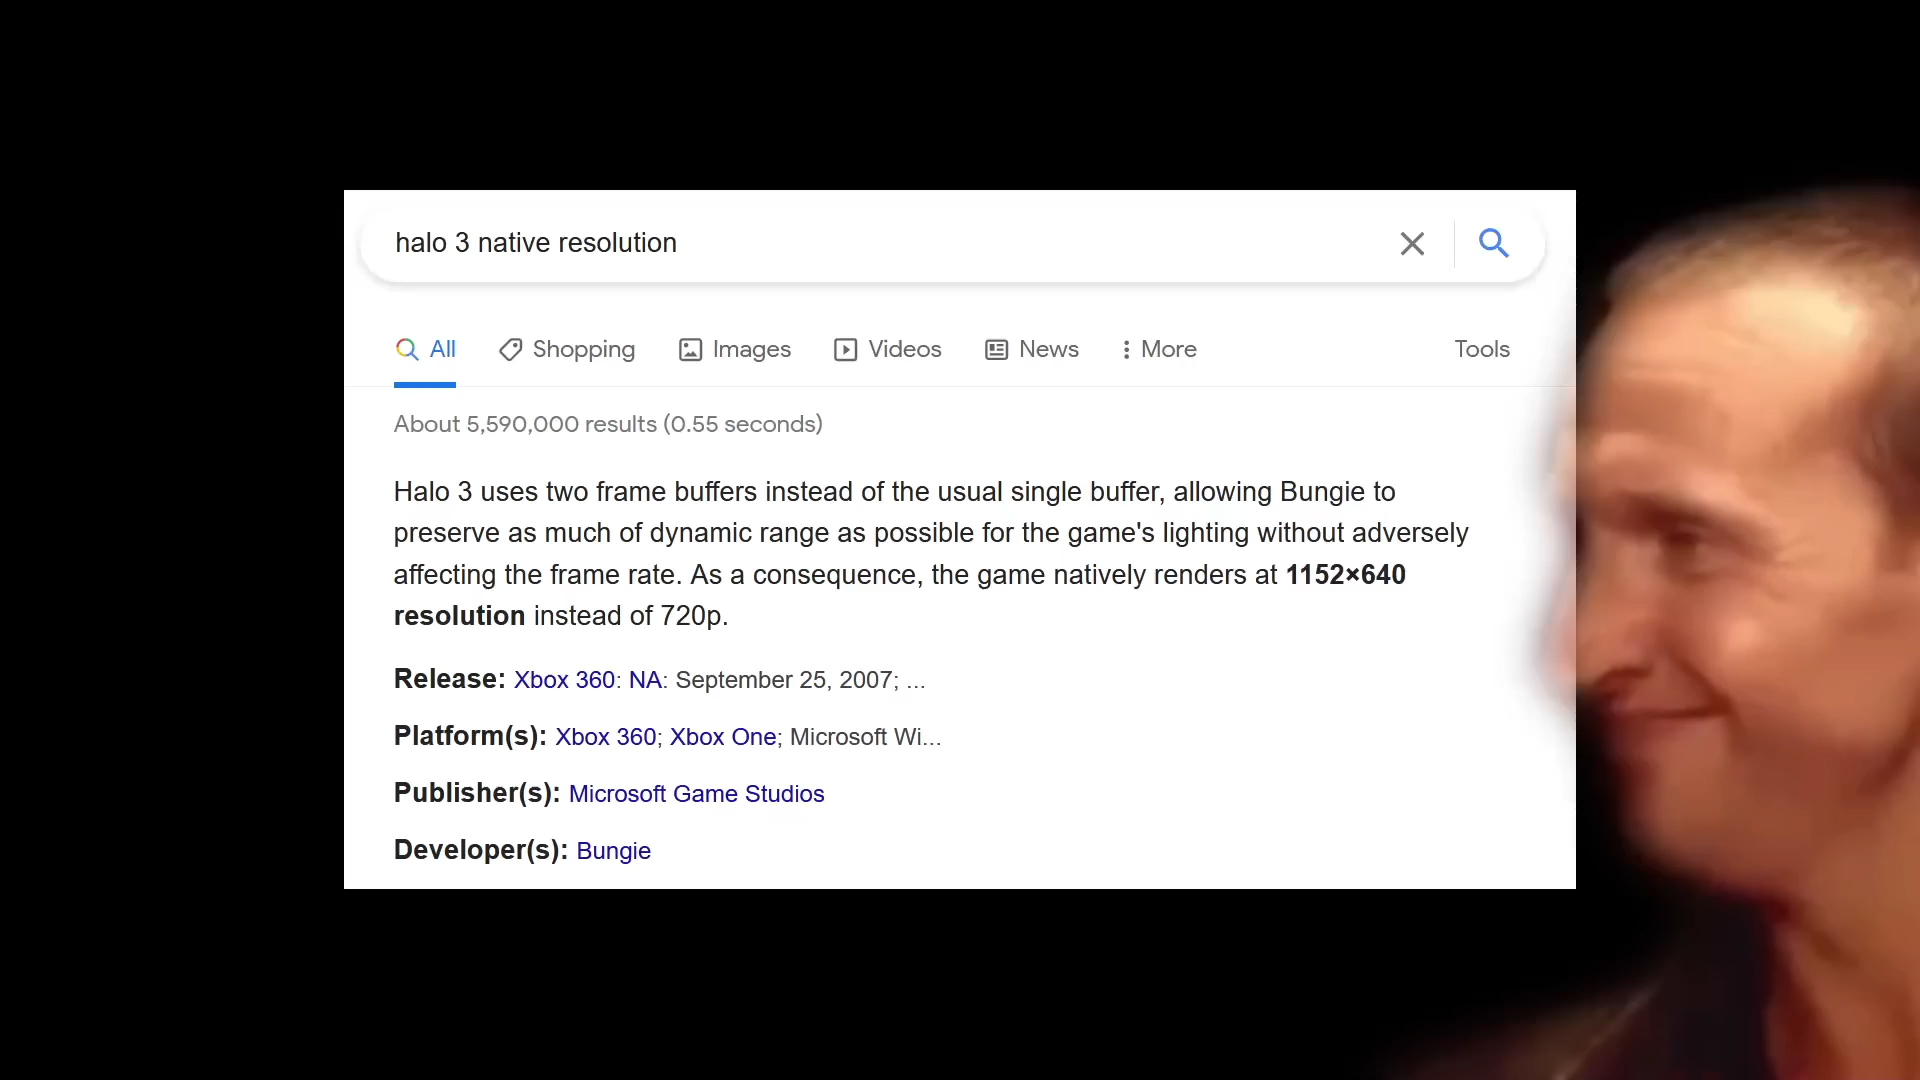 halo 3 native resolution
All Shopping Images Videos News More Tools
About 5,590,000 results (0.55 seconds)
Halo 3 uses two frame buffers instead of the usual single buffer, allowing Bungie to
preserve as much of dynamic range as possible for the game's lighting without adversely
affecting the frame rate. As a consequence, the game natively renders at 1152×640
resolution instead of 720p.
Release: Xbox 360: NA: September 25, 2007; ...
Platform(s): Xbox 360; Xbox One; Microsoft Wi...
Publisher(s): Microsoft Game Studios
Developer(s): Bungie